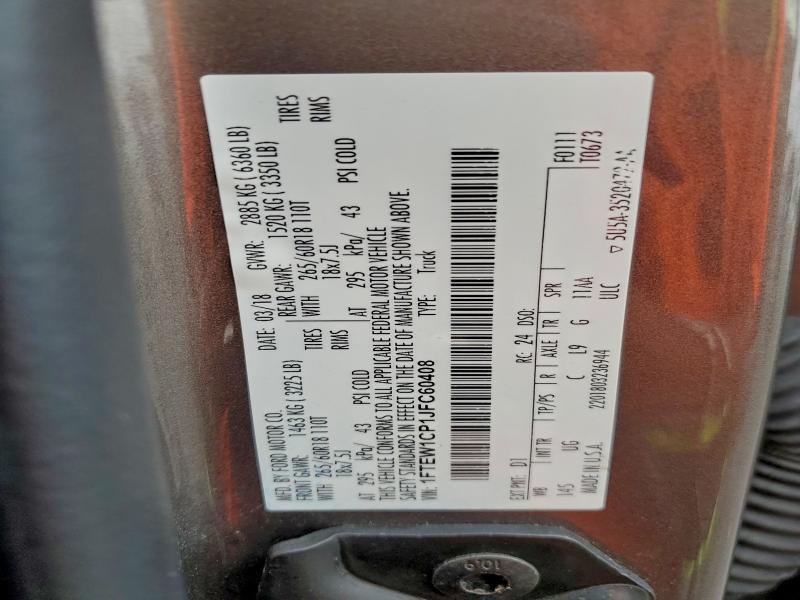 MFD. BY FORD MOTOR CO.
DATE: 03/18 GVWR: 2885 KG ( 6360 LB)
FRONT GAWR: 1463 KG ( 3225 LB) REAR GAWR: 1520 KG ( 3350 LB)
WITH 265/60R18 110T TIRES WITH 265/60R18 110T TIRES
18x7.5J RIMS 18x7.5J RIMS
AT 295 kPa/ 43 PSI COLD AT 295 kPa/ 43 PSI COLD
THIS VEHICLE CONFORMS TO ALL APPLICABLE FEDERAL MOTOR VEHICLE
SAFETY STANDARDS IN EFFECT ON THE DATE OF MANUFACTURE SHOWN ABOVE.
VIN: 1FTEW1CP1JFC60408 TYPE: Truck
F0111
T0673
EXT PNT: D1 RC: 24 DSO:
WB INT TR TP/PS R AXLE TR SPR
145 UG C L9 G 11AA
MADE IN U.S.A. 2201803236944 ULC
10.9